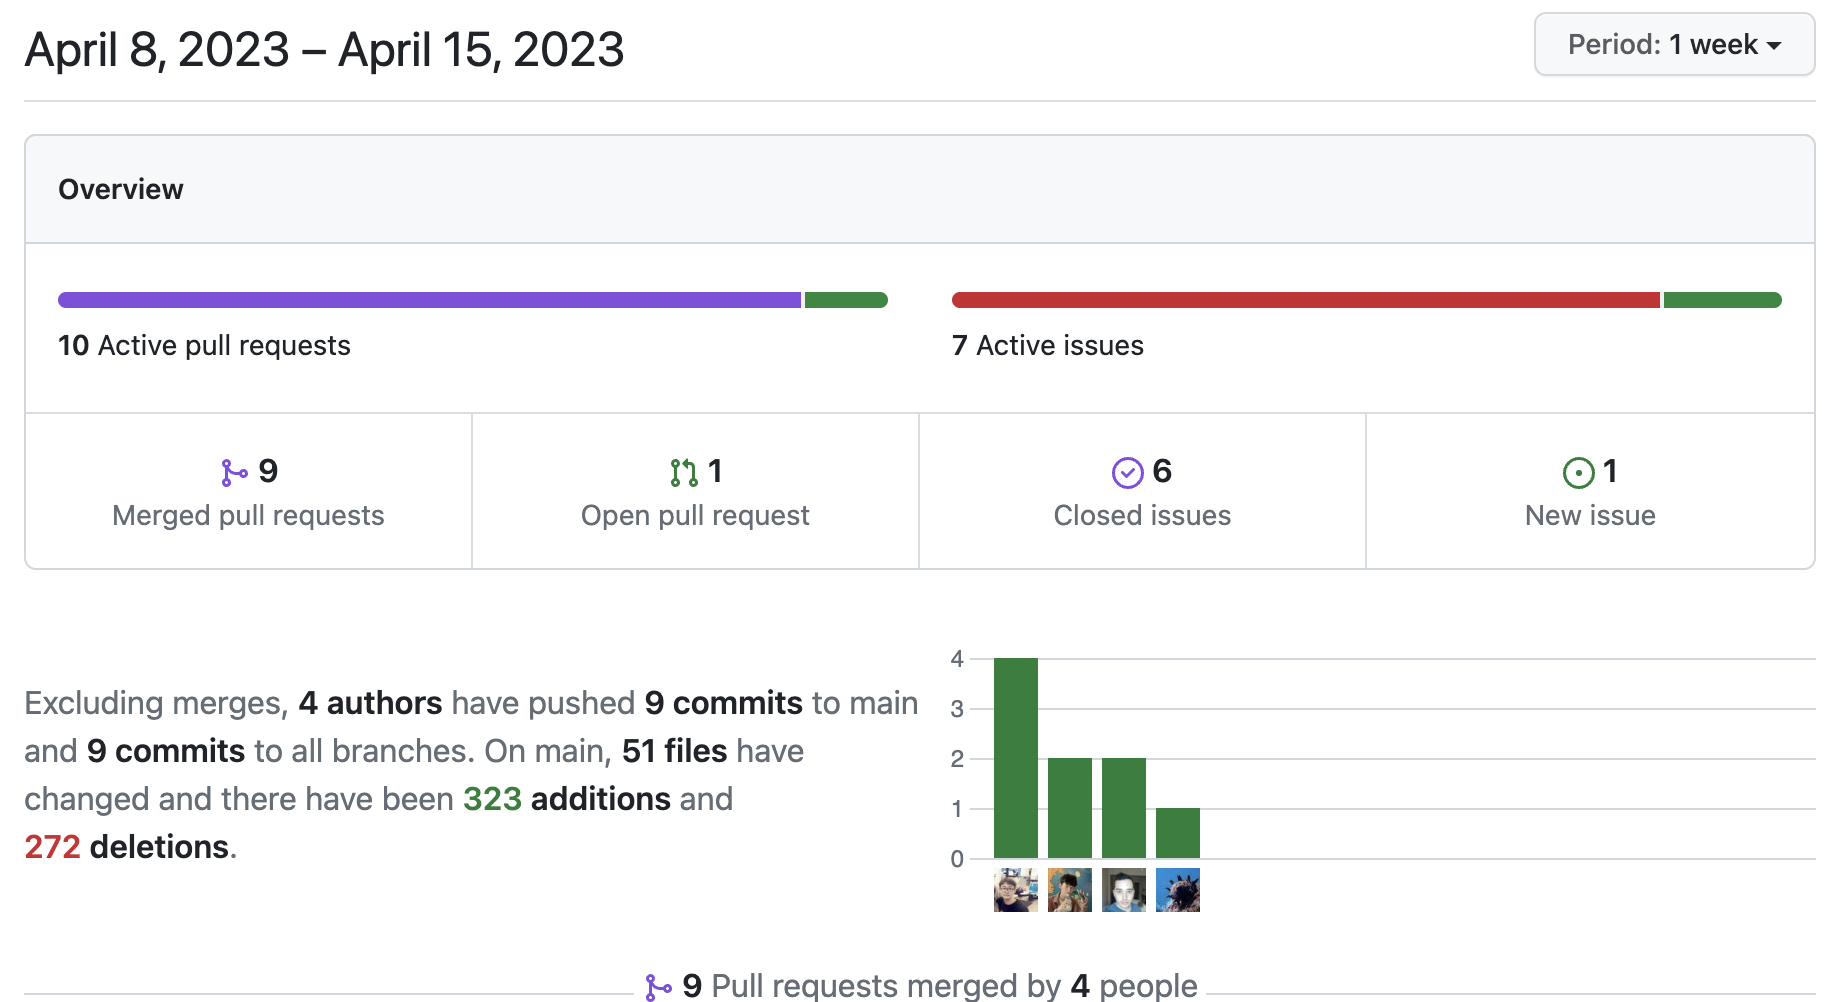 April 8, 2023 – April 15, 2023
Period: 1 week
Overview
10 Active pull requests
7 Active issues
9
Merged pull requests
1
Open pull request
6
Closed issues
1
New issue
Excluding merges, 4 authors have pushed 9 commits to main
and 9 commits to all branches. On main, 51 files have
changed and there have been 323 additions and
272 deletions.
4
3
2
1
0
9 Pull requests merged by 4 people